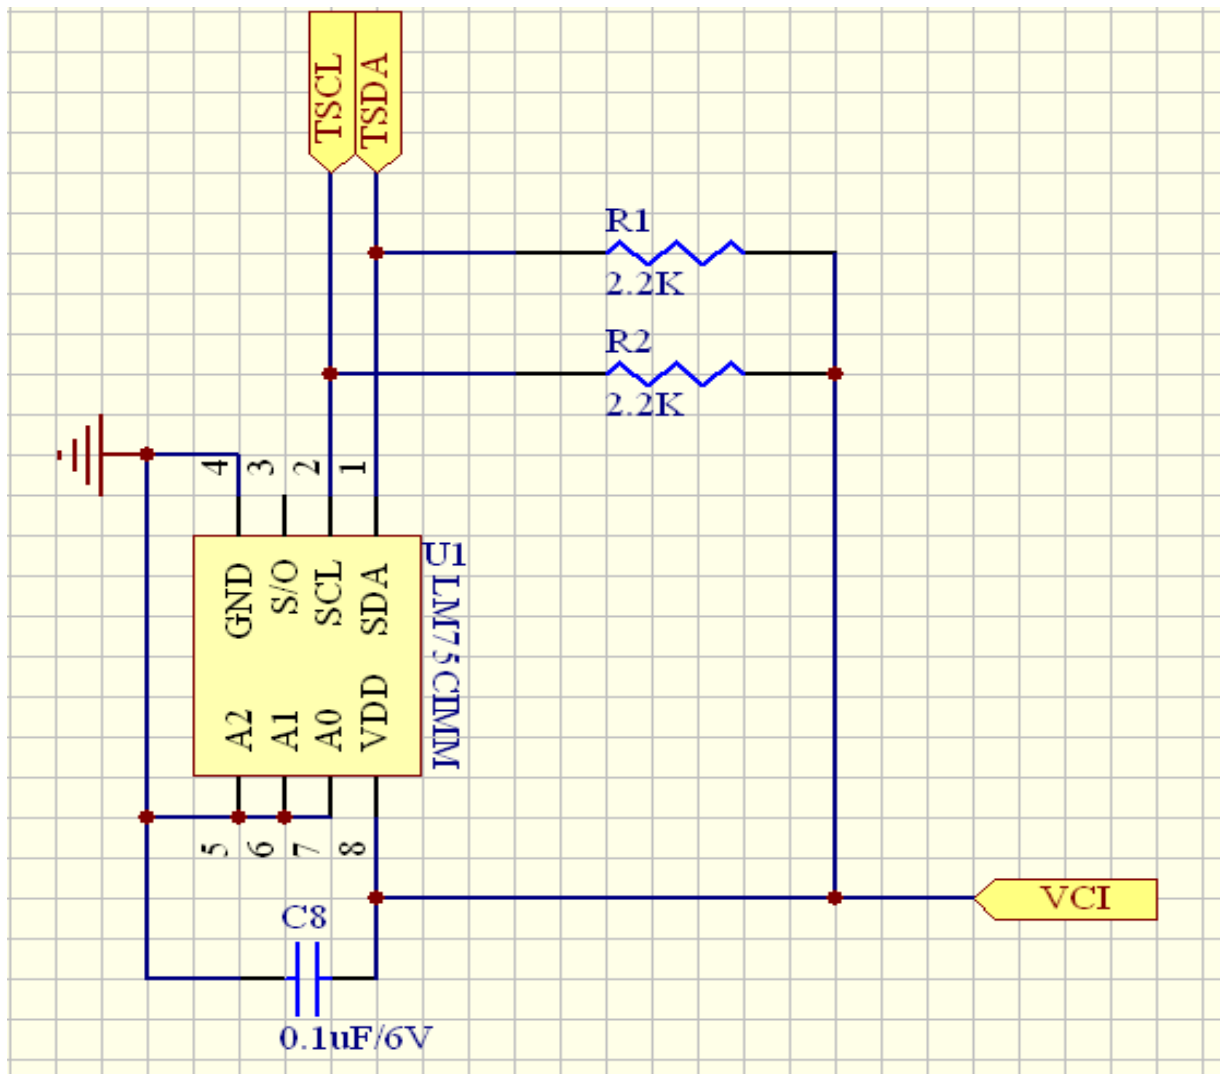 TSCL
TSDA
R1
2.2K
R2
2.2K
4
3
2
1
U1
LM75CIMM
GND
S/O
SCL
SDA
A2
A1
A0
VDD
5
6
7
8
VCI
C8
0.1uF/6V